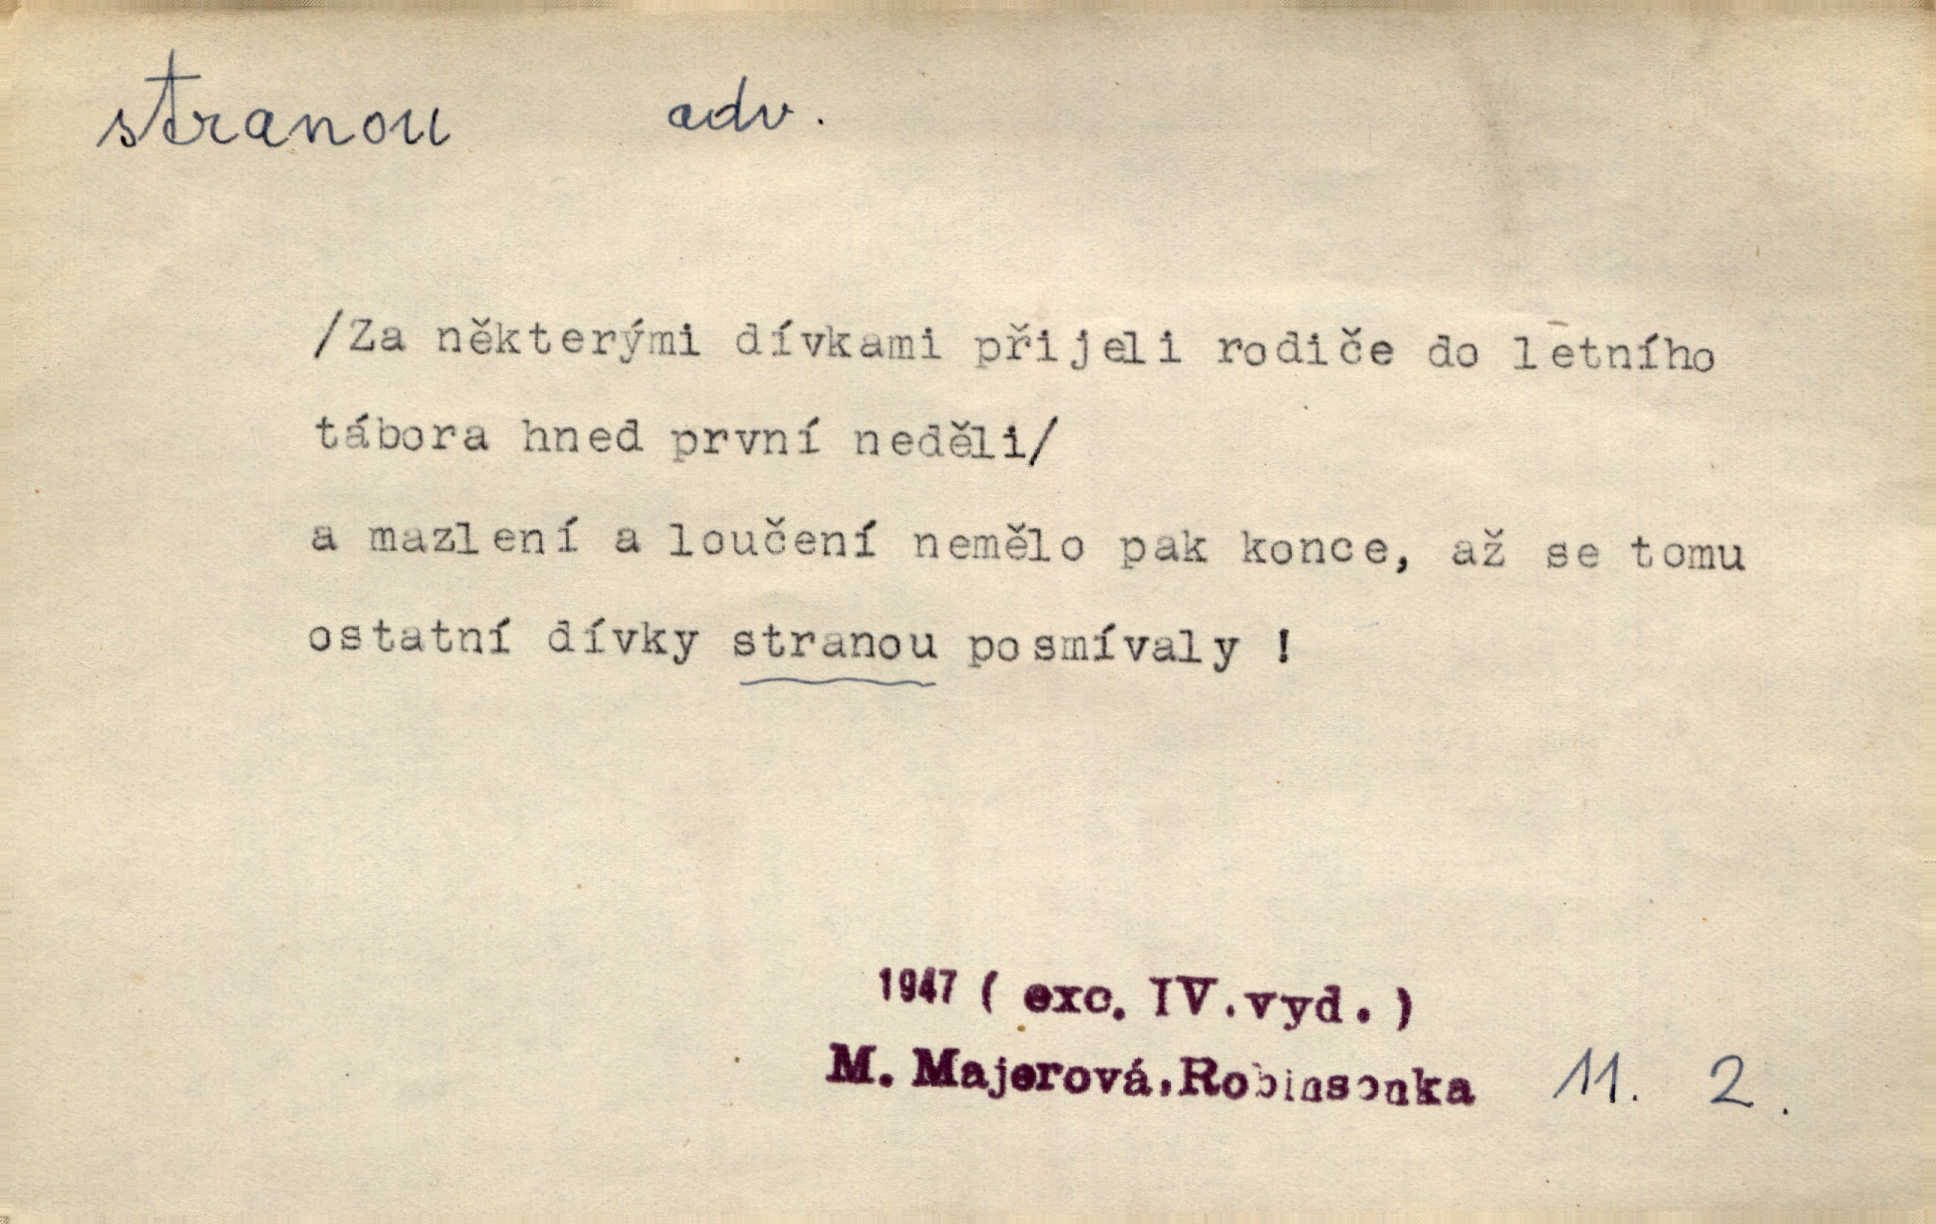 stranou adv.
/Za některými dívkami přijeli rodiče do letního
tábora hned první neděli/
a mazlení a loučení nemělo pak konce, až se tomu
ostatní dívky stranou posmívaly !
1947 ( exc. IV. vyd. )
M. Majerová, Robinsonka 11. 2.